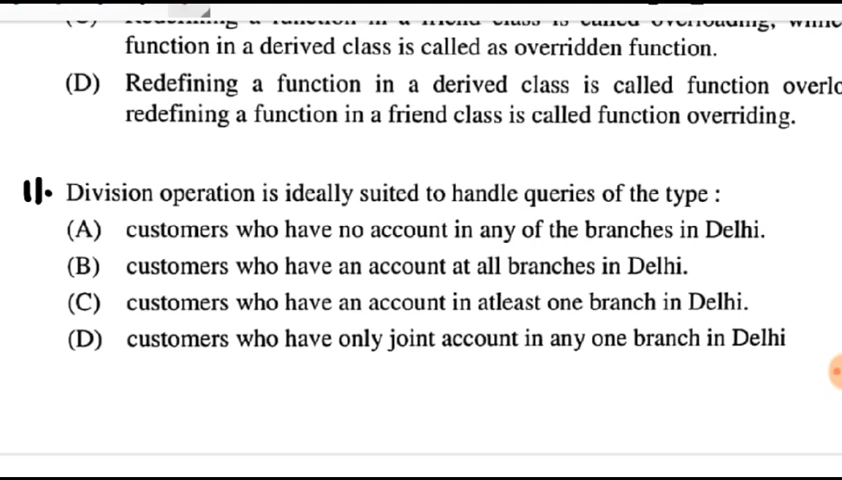 function in a derived class is called as overridden function.
(D) Redefining a function in a derived class is called function
redefining a function in a friend class is called function overriding.
11. Division operation is ideally suited to handle queries of the type :
(A) customers who have no account in any of the branches in Delhi.
(B) customers who have an account at all branches in Delhi.
(C) customers who have an account in atleast one branch in Delhi.
(D) customers who have only joint account in any one branch in Delhi